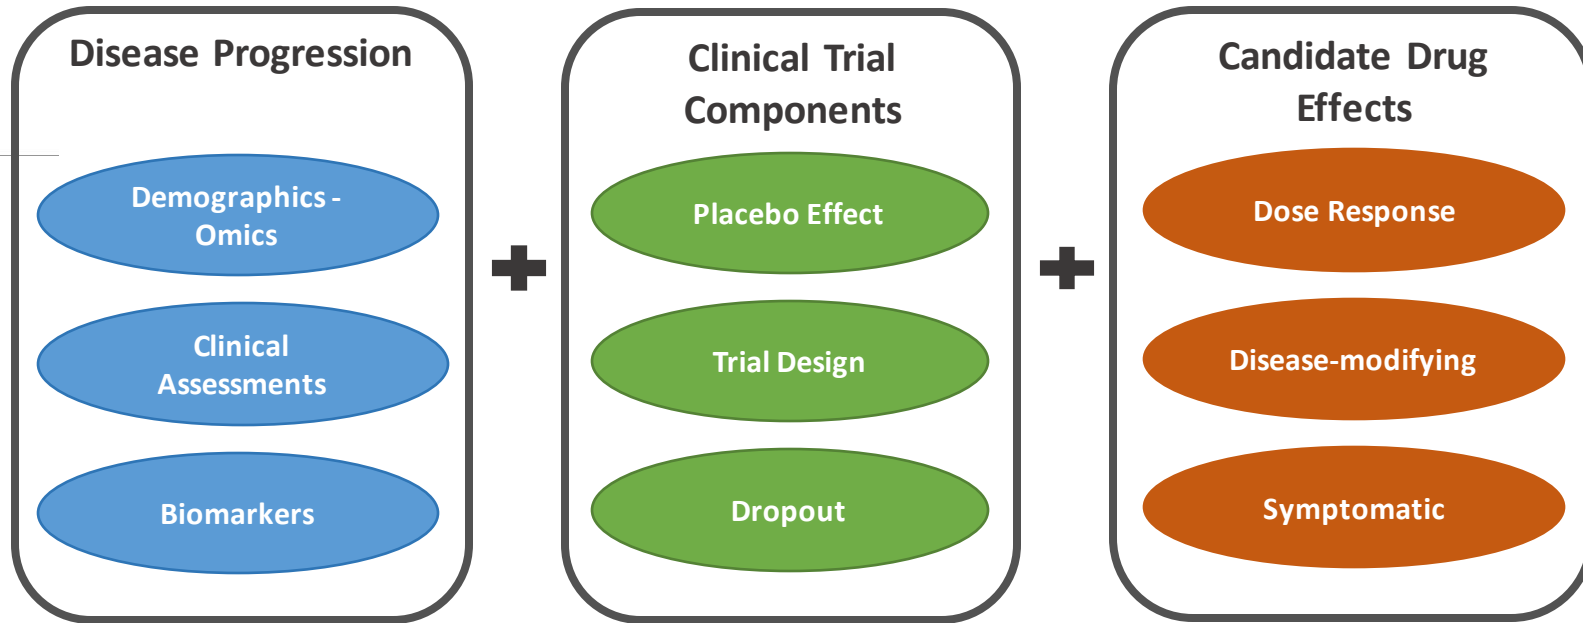 Disease Progression
Demographics -
Omics
Clinical
Assessments
Biomarkers
Clinical Trial
Components
Placebo Effect
Trial Design
Dropout
Candidate Drug
Effects
Dose Response
Disease-modifying
Symptomatic